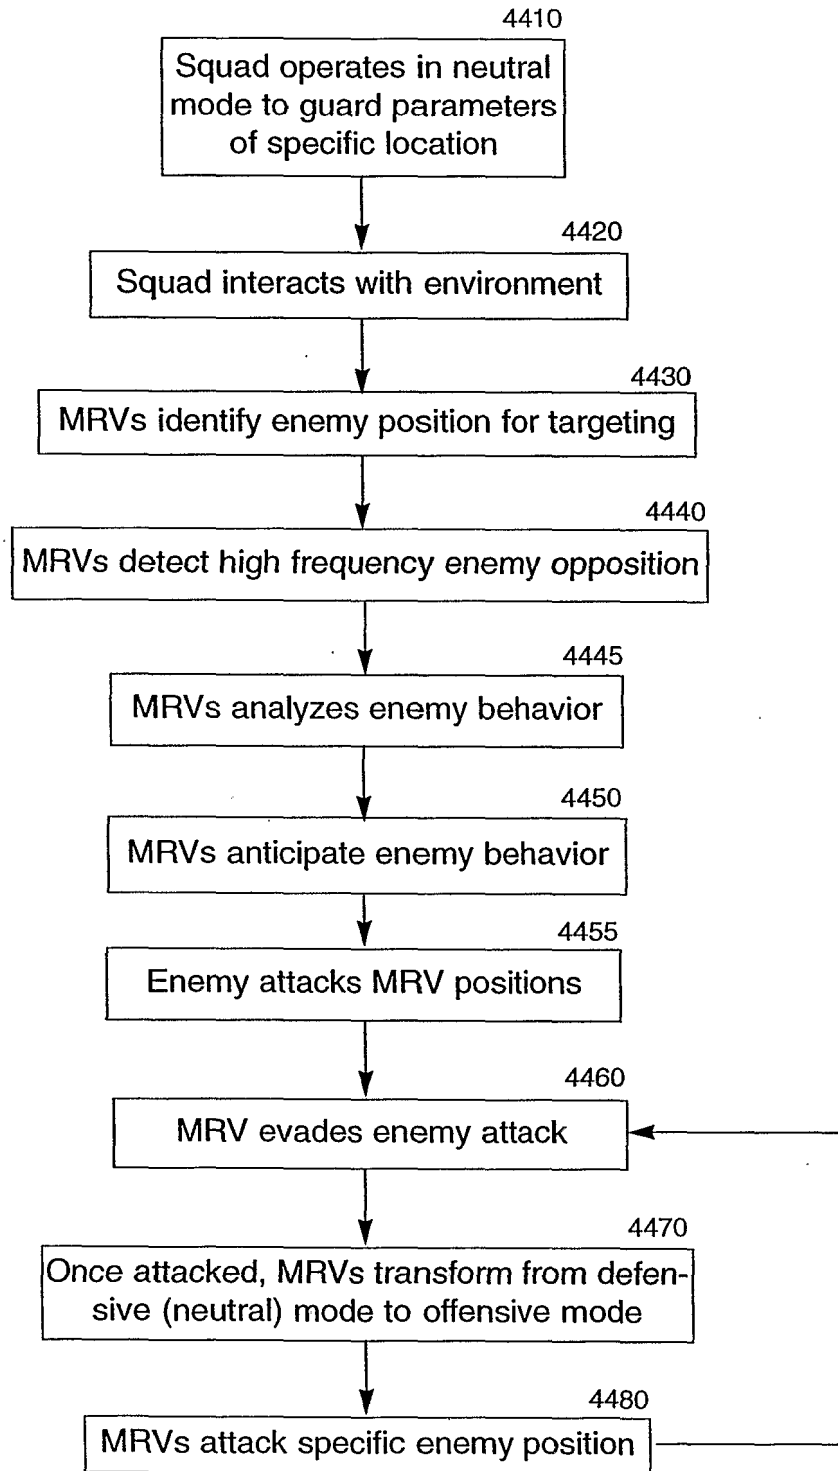 4410
Squad operates in neutral
mode to guard parameters
of specific location
4420
Squad interacts with environment
4430
MRVs identify enemy position for targeting
4440
MRVs detect high frequency enemy opposition
4445
MRVs analyzes enemy behavior
4450
MRVs anticipate enemy behavior
4455
Enemy attacks MRV positions
4460
MRV evades enemy attack
4470
Once attacked, MRVs transform from defen-
sive (neutral) mode to offensive mode
4480
MRVs attack specific enemy position